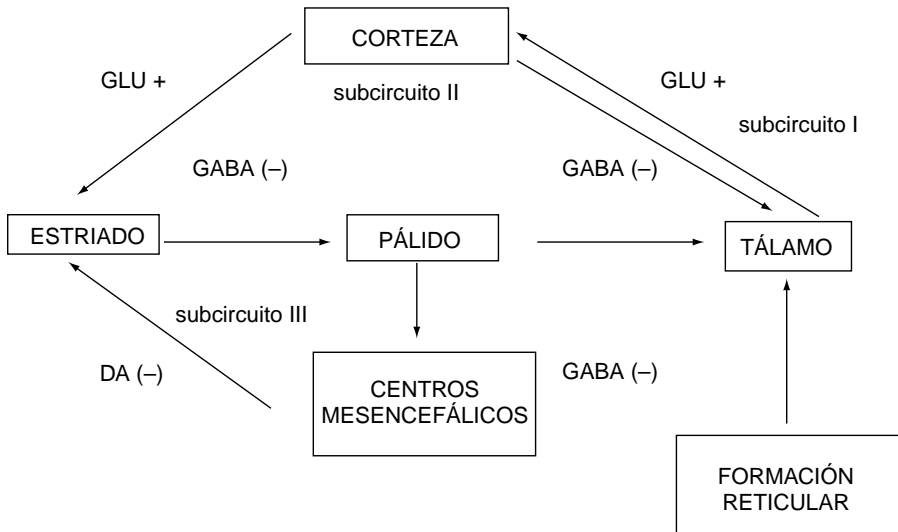 CORTEZA
GLU +
GLU +
subcircuito II
subcircuito I
GABA (–)
GABA (–)
ESTRIADO
PÁLIDO
TÁLAMO
subcircuito III
DA (–)
CENTROS
MESENCEFÁLICOS
GABA (–)
FORMACIÓN
RETICULAR